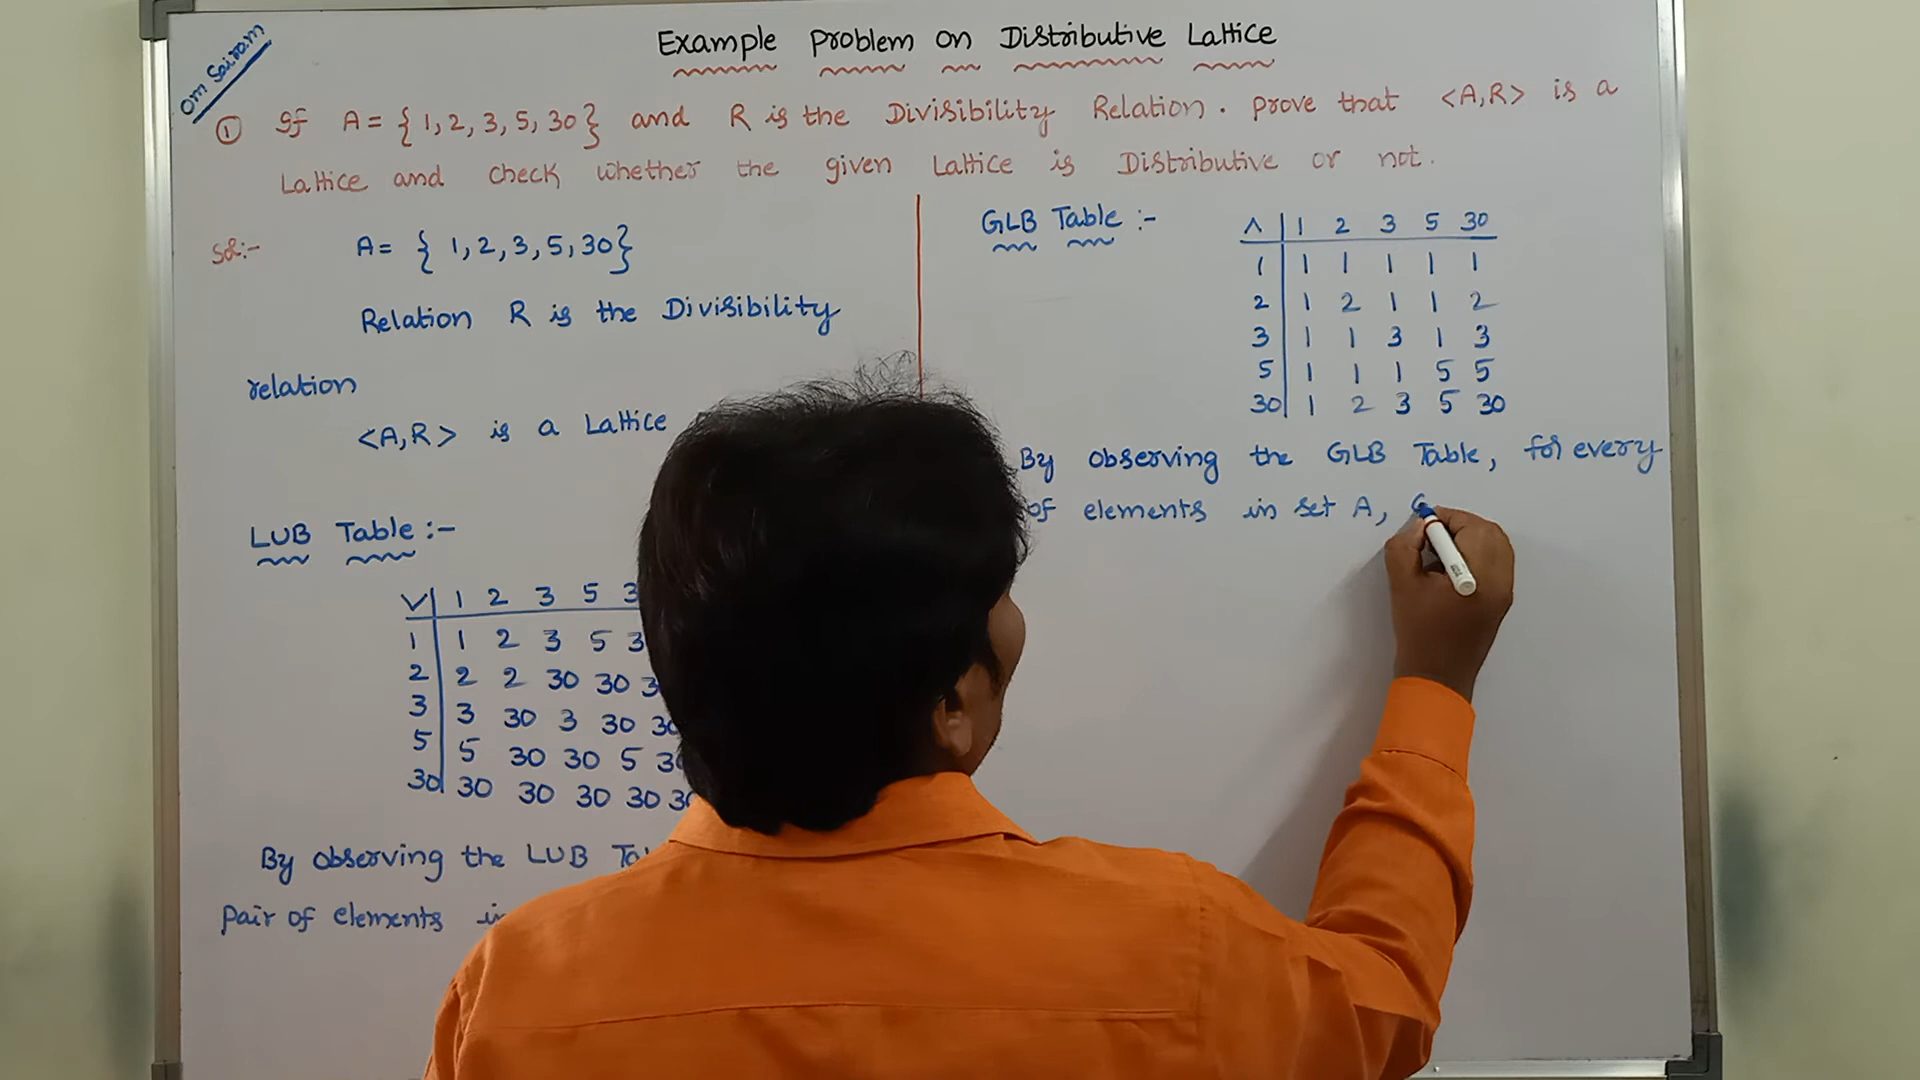 Om Sairam
Example Problem on Distributive Lattice
① If A = { 1, 2, 3, 5, 30 } and R is the Divisibility Relation. prove that <A,R> is a
Lattice and check whether the given Lattice is Distributive or not.
Sol:-
A = { 1, 2, 3, 5, 30 }
Relation R is the Divisibility
relation
<A,R> is a Lattice
LUB Table :-
∨ 1 2 3 5 3
1 1 2 3 5 3
2 2 2 30 30 3
3 3 30 3 30 30
5 5 30 30 5 30
30 30 30 30 30 30
By observing the LUB Ta
pair of elements in
GLB Table :-
∧ 1 2 3 5 30
1 1 1 1 1 1
2 1 2 1 1 2
3 1 1 3 1 3
5 1 1 1 5 5
30 1 2 3 5 30
By observing the GLB Table, for every
of elements in set A, G